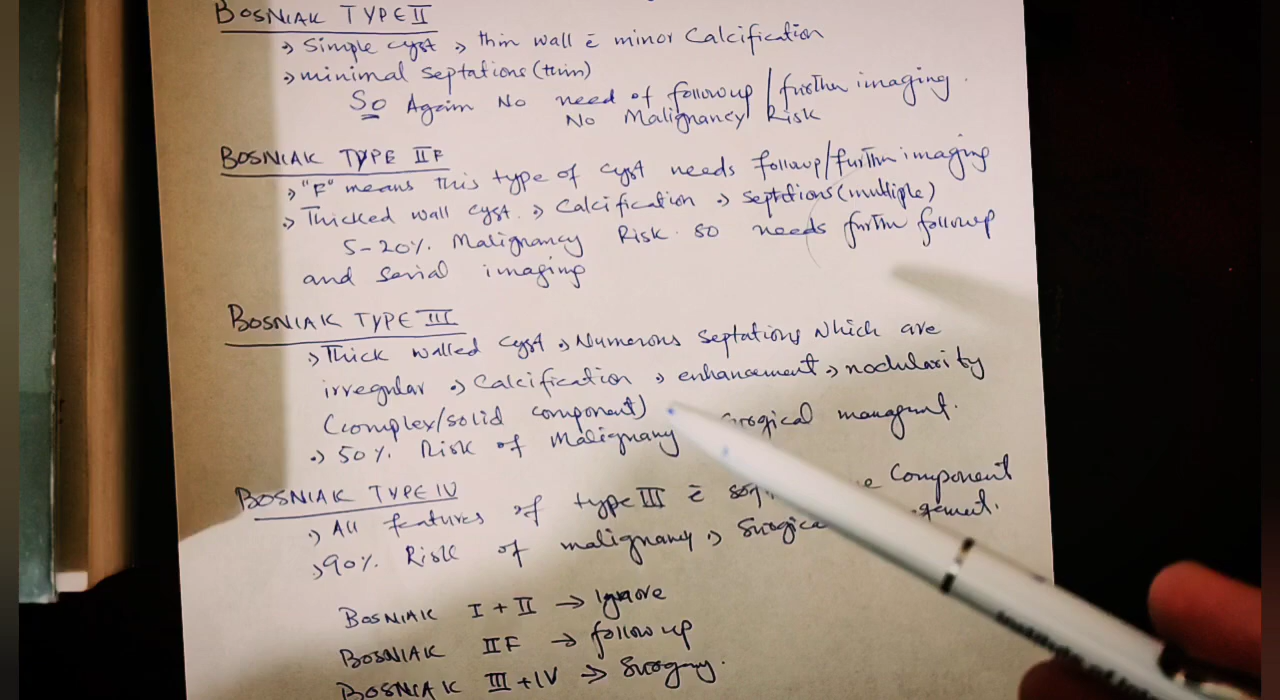 BOSNIAK TYPE II
→ Simple cyst → thin wall c̄ minor Calcification
→ minimal septations (thin)
So Again No need of followup / further imaging.
No Malignancy Risk
BOSNIAK TYPE IIF
→ "F" means this type of cyst needs followup/further imaging
→ Thicked wall cyst. → Calcification → septations (multiple)
5-20%. Malignancy Risk. so needs further followup
and serial imaging
BOSNIAK TYPE III
→ Thick walled cyst → Numerous septations which are
irregular → Calcification → enhancement → nodularity
(complex/solid component)
→ 50%. Risk of Malignany managment.
BOSNIAK TYPE IV
→ All features of type III c̄ component
→ 90%. Risk of malignany →
BOSNIAK I + II → Ignore
BOSNIAK IIF → follow up
BOSNIAK III + IV → Surgery.